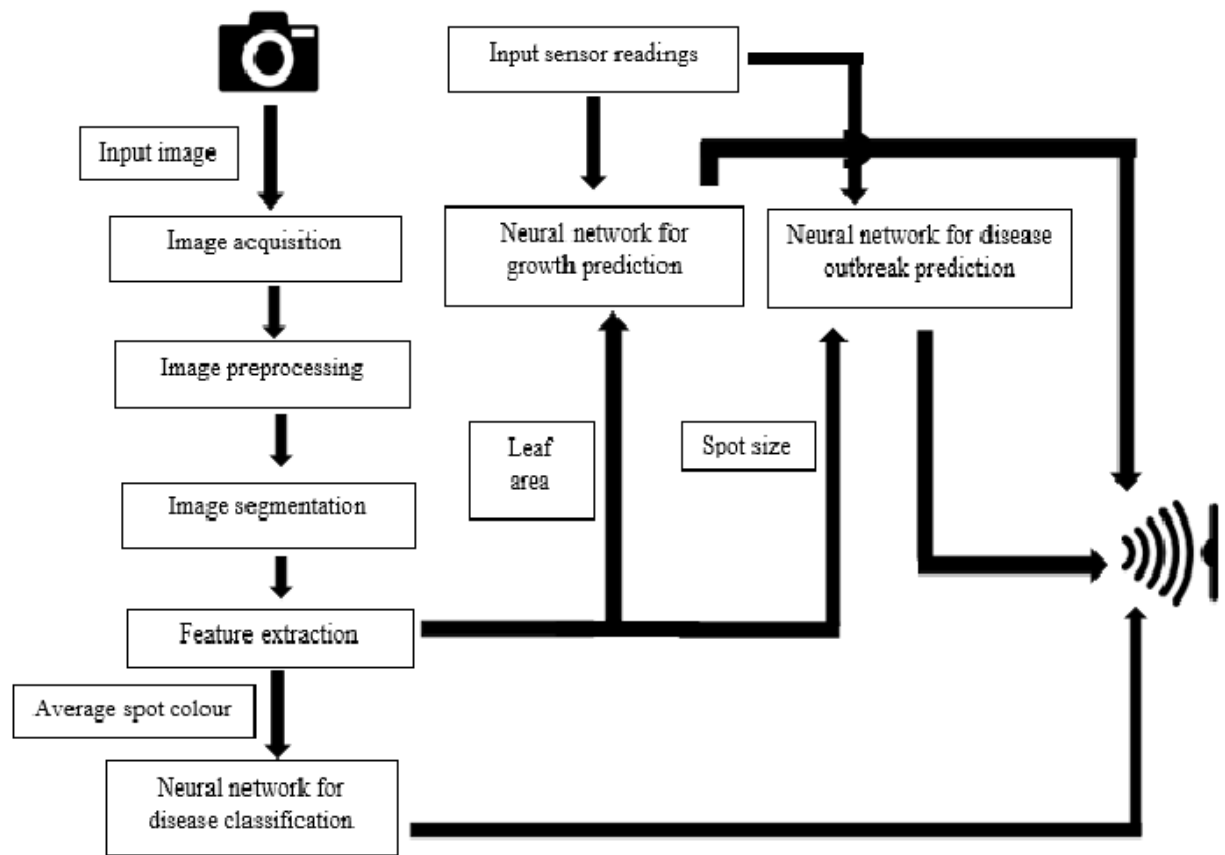 Input image
Image acquisition
Image preprocessing
Image segmentation
Feature extraction
Average spot colour
Neural network for
disease classification
Input sensor readings
Neural network for
growth prediction
Neural network for disease
outbreak prediction
Leaf
area
Spot size